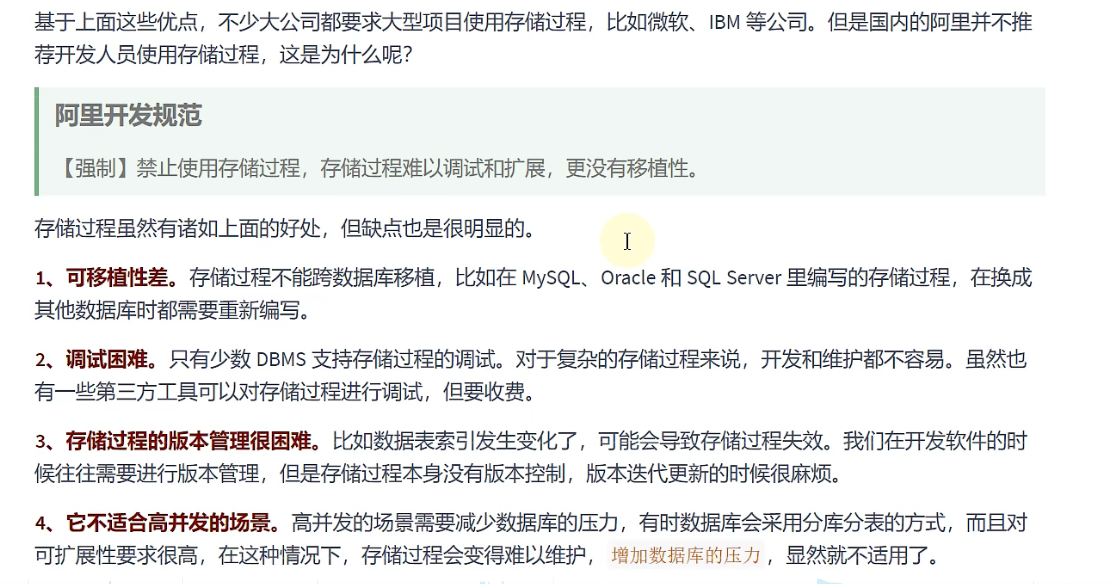 基于上面这些优点，不少大公司都要求大型项目使用存储过程，比如微软、IBM 等公司。但是国内的阿里并不推
荐开发人员使用存储过程，这是为什么呢？
阿里开发规范
【强制】禁止使用存储过程，存储过程难以调试和扩展，更没有移植性。
存储过程虽然有诸如上面的好处，但缺点也是很明显的。
1、可移植性差。存储过程不能跨数据库移植，比如在 MySQL、Oracle 和 SQL Server 里编写的存储过程，在换成
其他数据库时都需要重新编写。
2、调试困难。只有少数 DBMS 支持存储过程的调试。对于复杂的存储过程来说，开发和维护都不容易。虽然也
有一些第三方工具可以对存储过程进行调试，但要收费。
3、存储过程的版本管理很困难。比如数据表索引发生变化了，可能会导致存储过程失效。我们在开发软件的时
候往往需要进行版本管理，但是存储过程本身没有版本控制，版本迭代更新的时候很麻烦。
4、它不适合高并发的场景。高并发的场景需要减少数据库的压力，有时数据库会采用分库分表的方式，而且对
可扩展性要求很高，在这种情况下，存储过程会变得难以维护，增加数据库的压力，显然就不适用了。